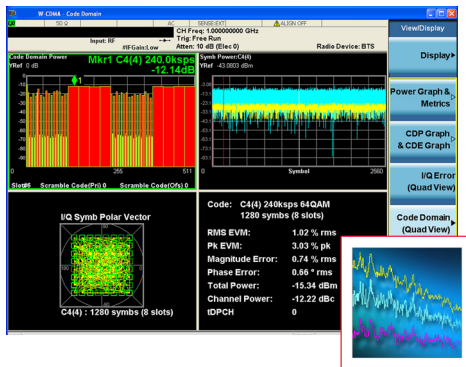 W-CDMA - Code Domain
50 Ω
AC
SENSE:EXT
ALIGN OFF
CH Freq: 1.000000000 GHz
Input: RF
Trig: Free Run
#IFGain:Low
Atten: 10 dB (Elec 0)
Radio Device: BTS
View/Display
Display
Power Graph &
Metrics
CDP Graph
& CDE Graph
I/Q Error
(Quad View)
Code Domain
(Quad View)
Code Domain Power
Mkr1 C4(4) 240.0ksps
YRef 0 dB
-12.14dB
1
0
255
511
Slot#6 Scramble Code(Pri) 0 Scramble Code(Ofs) 0
Symb Power:C4(4)
YRef -43.0803 dBm
0
Symbol
2560
I/Q Symb Polar Vector
90
180
0
-90
C4(4) : 1280 symbs (8 slots)
Code: C4(4) 240ksps 64QAM
1280 symbs (8 slots)
RMS EVM: 1.02 % rms
Pk EVM: 3.03 % pk
Magnitude Error: 0.74 % rms
Phase Error: 0.66 ° rms
Total Power: -15.34 dBm
Channel Power: -12.22 dBc
tDPCH 0